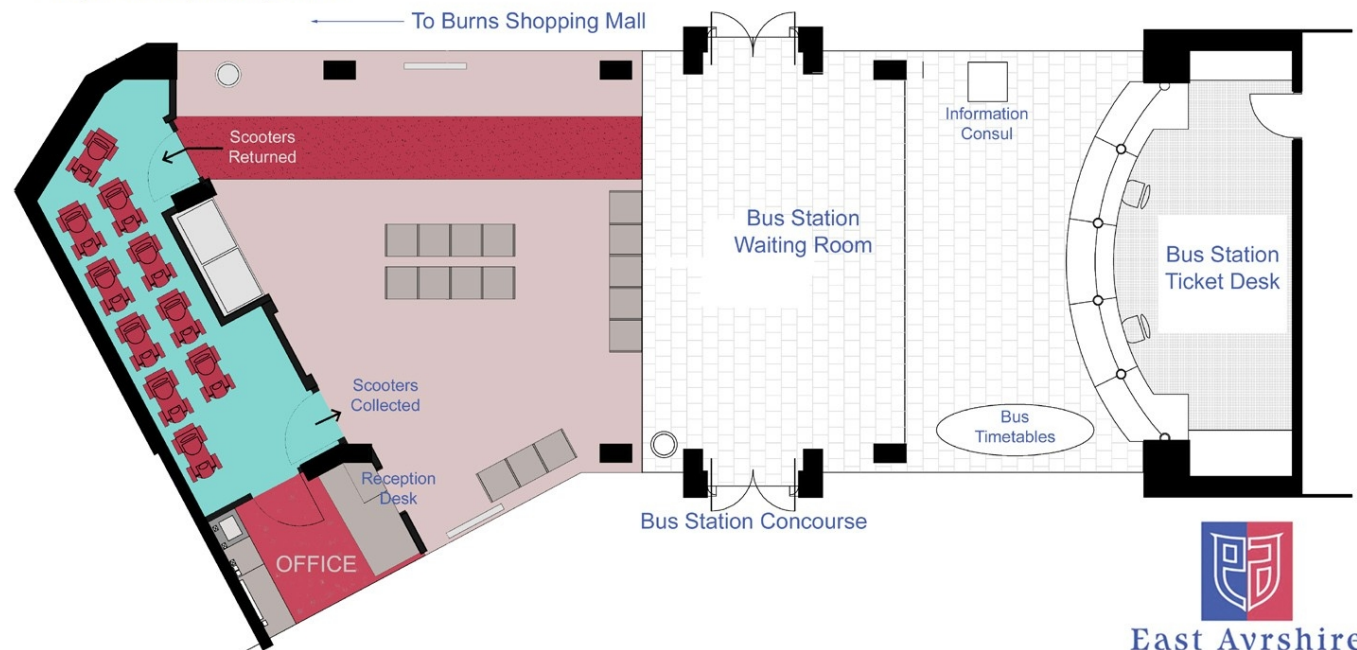 To Burns Shopping Mall
Scooters
Returned
Information
Consul
Bus Station
Waiting Room
Bus Station
Ticket Desk
Scooters
Collected
Bus
Timetables
Reception
Desk
Bus Station Concourse
OFFICE
East Ayrshire